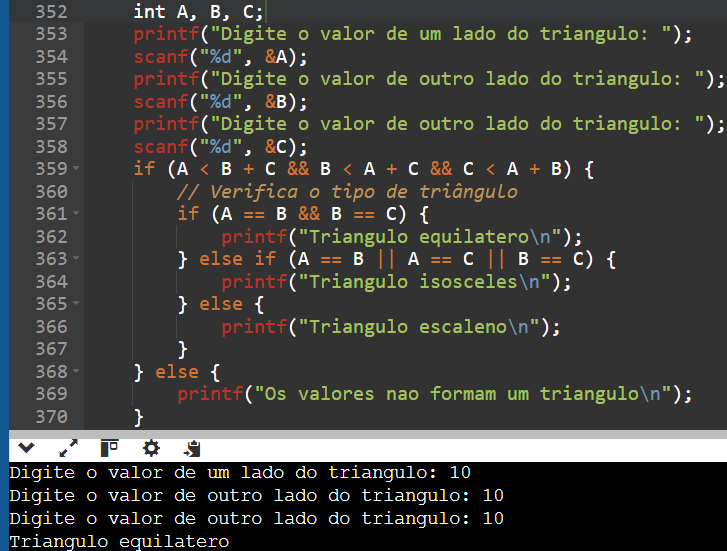 352 int A, B, C;
353 printf("Digite o valor de um lado do triangulo: ");
354 scanf("%d", &A);
355 printf("Digite o valor de outro lado do triangulo: ");
356 scanf("%d", &B);
357 printf("Digite o valor de outro lado do triangulo: ");
358 scanf("%d", &C);
359 if (A < B + C && B < A + C && C < A + B) {
360 // Verifica o tipo de triângulo
361 if (A == B && B == C) {
362 printf("Triangulo equilatero\n");
363 } else if (A == B || A == C || B == C) {
364 printf("Triangulo isosceles\n");
365 } else {
366 printf("Triangulo escaleno\n");
367 }
368 } else {
369 printf("Os valores nao formam um triangulo\n");
370 }
Digite o valor de um lado do triangulo: 10
Digite o valor de outro lado do triangulo: 10
Digite o valor de outro lado do triangulo: 10
Triangulo equilatero